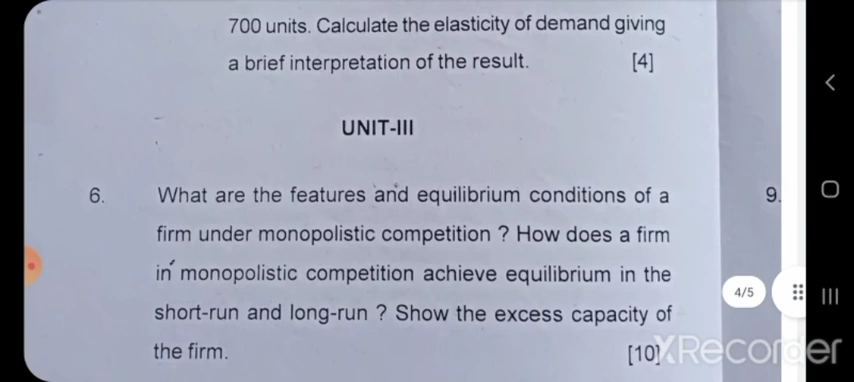 700 units. Calculate the elasticity of demand giving
a brief interpretation of the result. [4]
UNIT-III
6. What are the features and equilibrium conditions of a
firm under monopolistic competition ? How does a firm
in monopolistic competition achieve equilibrium in the
short-run and long-run ? Show the excess capacity of
the firm. [10]
9.
4/5
XRecorder